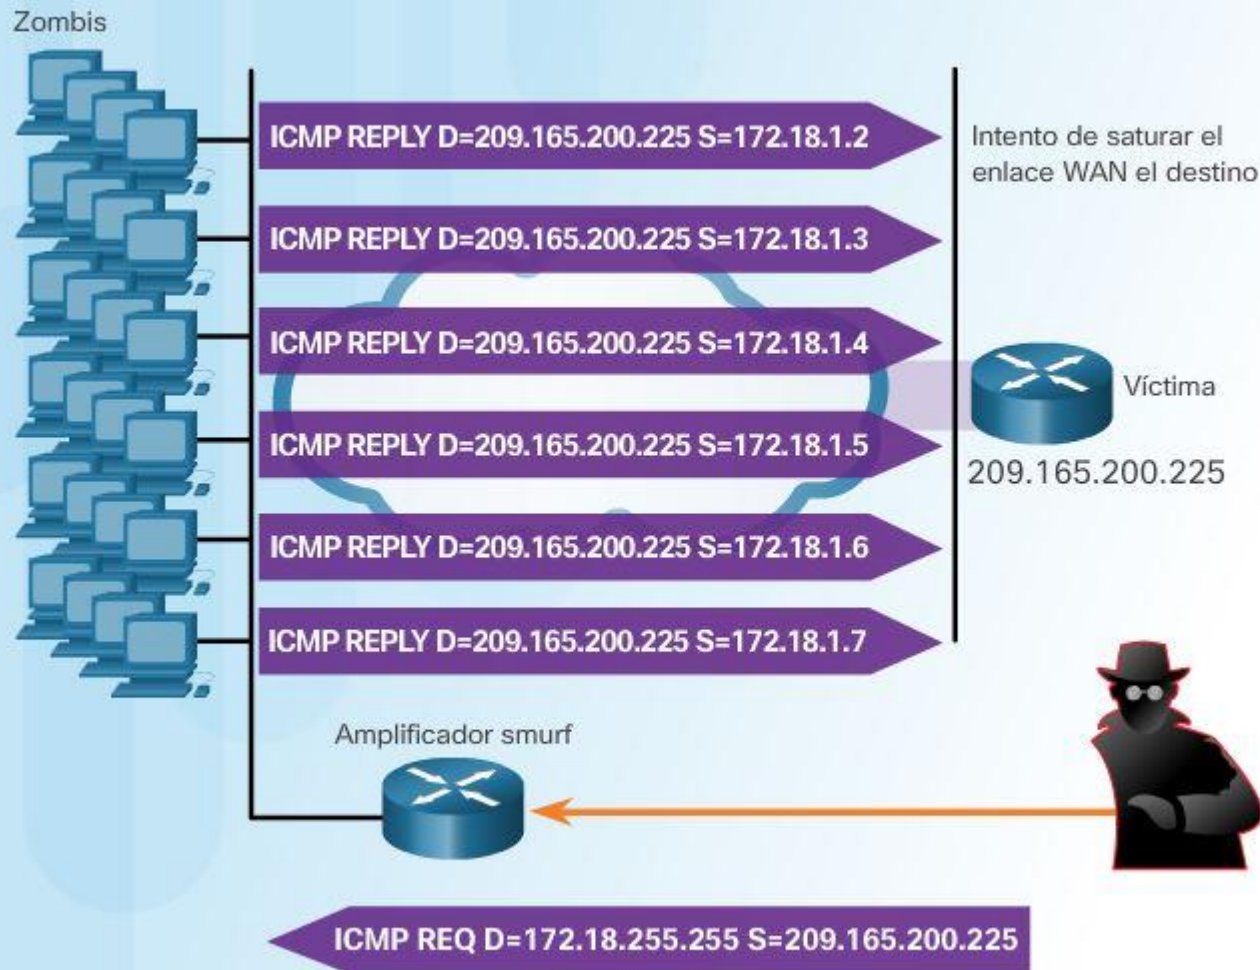 Zombis
ICMP REPLY D=209.165.200.225 S=172.18.1.2
Intento de saturar el
enlace WAN el destino
ICMP REPLY D=209.165.200.225 S=172.18.1.3
ICMP REPLY D=209.165.200.225 S=172.18.1.4
Víctima
ICMP REPLY D=209.165.200.225 S=172.18.1.5
209.165.200.225
ICMP REPLY D=209.165.200.225 S=172.18.1.6
ICMP REPLY D=209.165.200.225 S=172.18.1.7
Amplificador smurf
ICMP REQ D=172.18.255.255 S=209.165.200.225